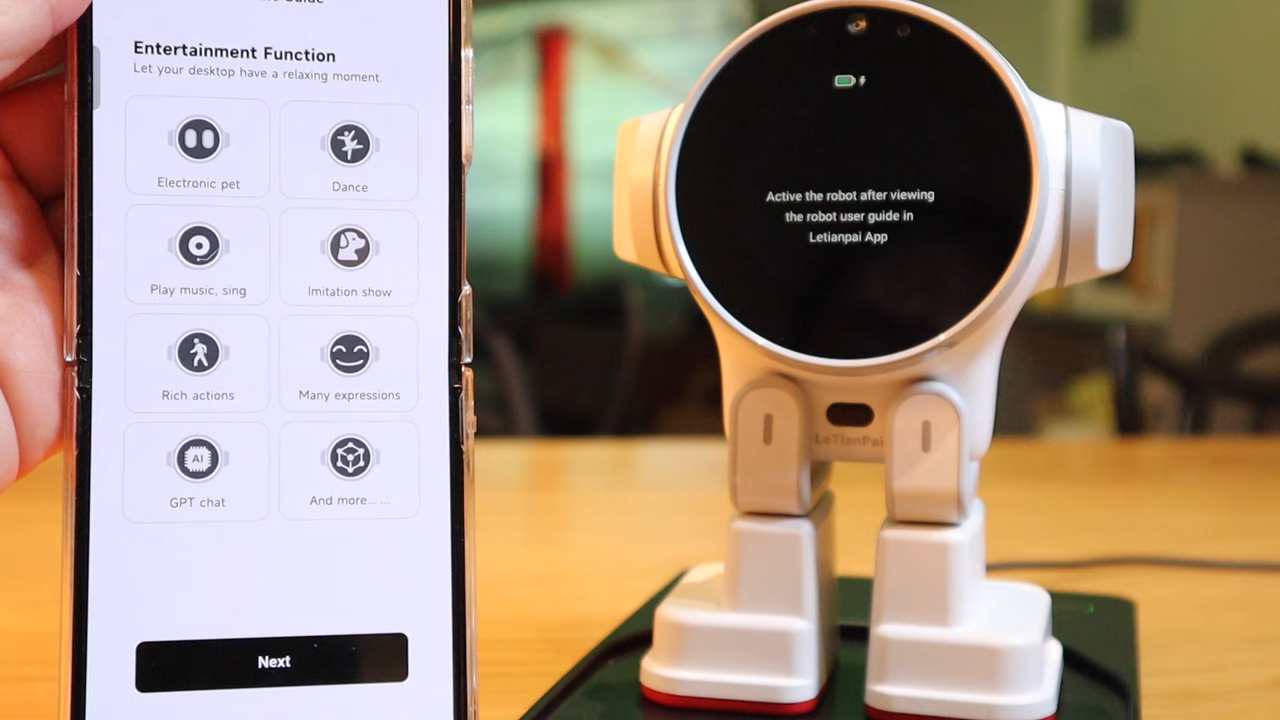 Guide
Entertainment Function
Let your desktop have a relaxing moment.
Electronic pet
Dance
Play music, sing
Imitation show
Rich actions
Many expressions
AI
GPT chat
And more... ...
Next
Active the robot after viewing
the robot user guide in
Letianpai App
LeTianPai